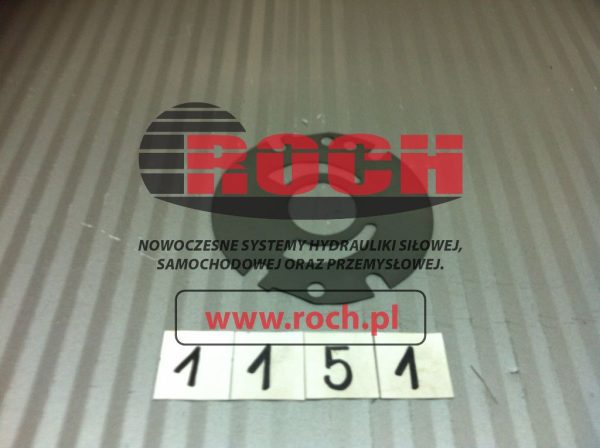 ROCH
NOWOCZESNE SYSTEMY HYDRAULIKI SIŁOWEJ,
SAMOCHODOWEJ ORAZ PRZEMYSŁOWEJ.
www.roch.pl
1 1 5 1